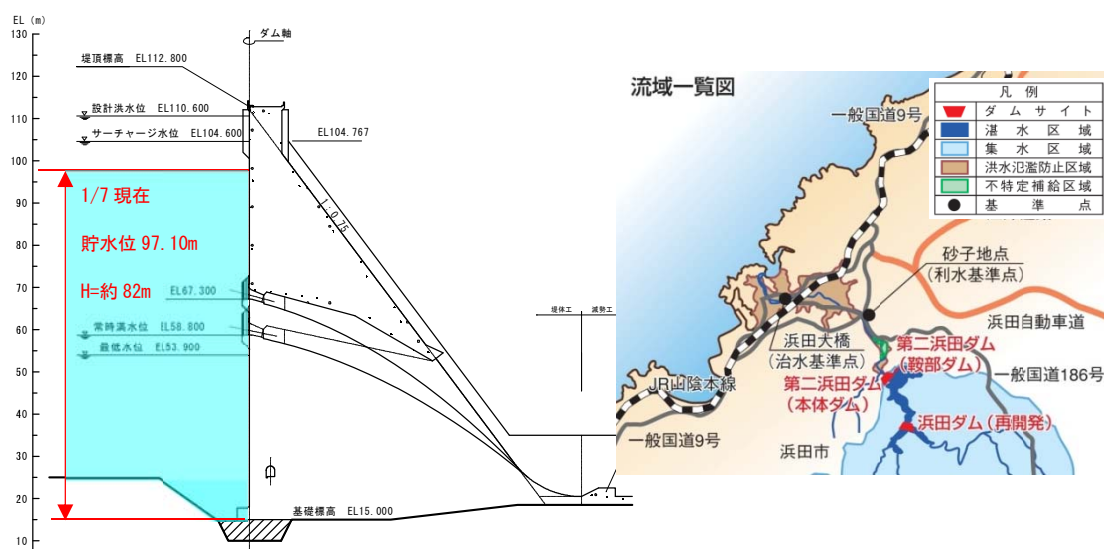 EL (m)
130
120
110
100
90
80
70
60
50
40
30
20
10
ダム軸
堤頂標高 EL112.800
設計洪水位 EL110.600
サーチャージ水位 EL104.600
EL104.767
1:0.75
1/7 現在
貯水位 97.10m
H=約 82m
EL67.300
常時満水位 EL58.800
最低水位 EL53.900
堤体工
減勢工
基礎標高 EL15.000
流域一覧図
凡例
ダムサイト
湛水区域
集水区域
洪水氾濫防止区域
不特定補給区域
基準点
一般国道9号
砂子地点
(利水基準点)
浜田自動車道
浜田大橋
(治水基準点)
第二浜田ダム
(鞍部ダム)
一般国道186号
JR山陰本線
第二浜田ダム
(本体ダム)
浜田ダム(再開発)
一般国道9号
浜田市